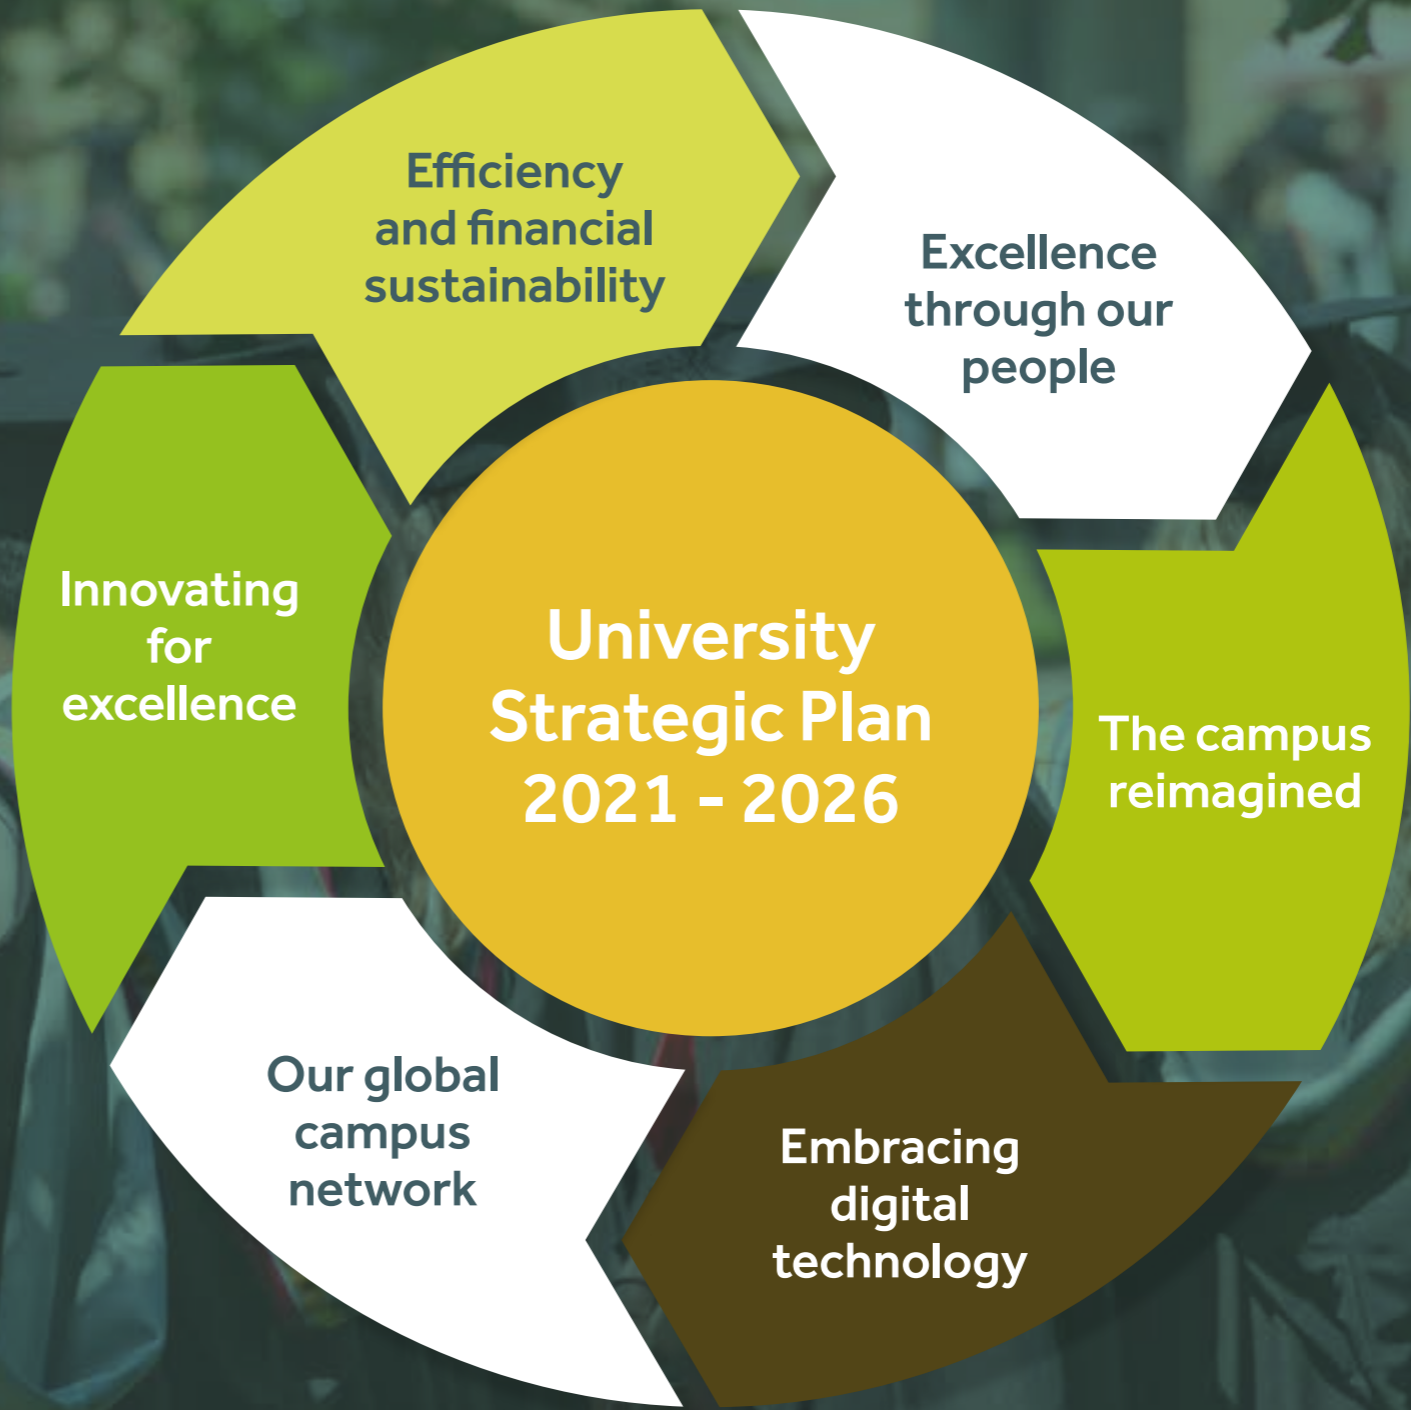 Efficiency
and financial
sustainability
Excellence
through our
people
The campus
reimagined
Embracing
digital
technology
Our global
campus
network
Innovating
for
excellence
University
Strategic Plan
2021 - 2026